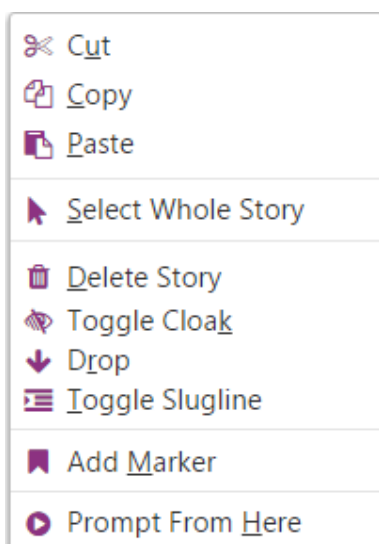 Cut
Copy
Paste
Select Whole Story
Delete Story
Toggle Cloak
Drop
Toggle Slugline
Add Marker
Prompt From Here